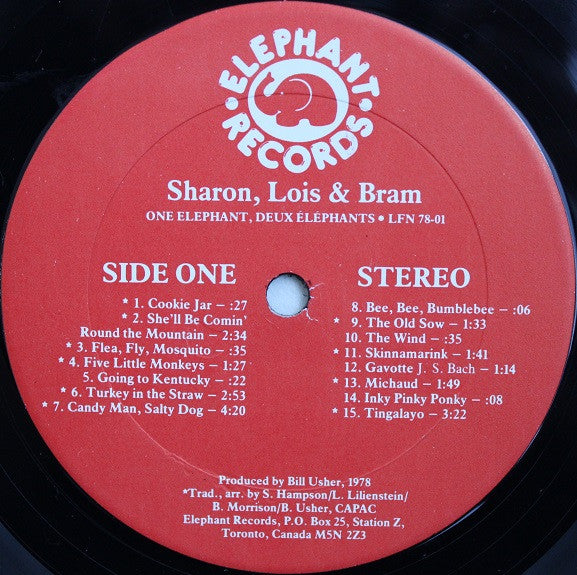 • ELEPHANT •
RECORDS
Sharon, Lois & Bram
ONE ELEPHANT, DEUX ÉLÉPHANTS • LFN 78-01
SIDE ONE
* 1. Cookie Jar – :27
* 2. She'll Be Comin'
Round the Mountain – 2:34
* 3. Flea, Fly, Mosquito – :35
* 4. Five Little Monkeys – 1:27
5. Going to Kentucky – :22
* 6. Turkey in the Straw – 2:53
* 7. Candy Man, Salty Dog – 4:20
STEREO
8. Bee, Bee, Bumblebee – :06
* 9. The Old Sow – 1:33
10. The Wind – :35
* 11. Skinnamarink – 1:41
12. Gavotte J. S. Bach – 1:14
* 13. Michaud – 1:49
14. Inky Pinky Ponky – :08
* 15. Tingalayo – 3:22
Produced by Bill Usher, 1978
*Trad., arr. by S. Hampson/L. Lilienstein/
B. Morrison/B. Usher, CAPAC
Elephant Records, P.O. Box 25, Station Z,
Toronto, Canada M5N 2Z3